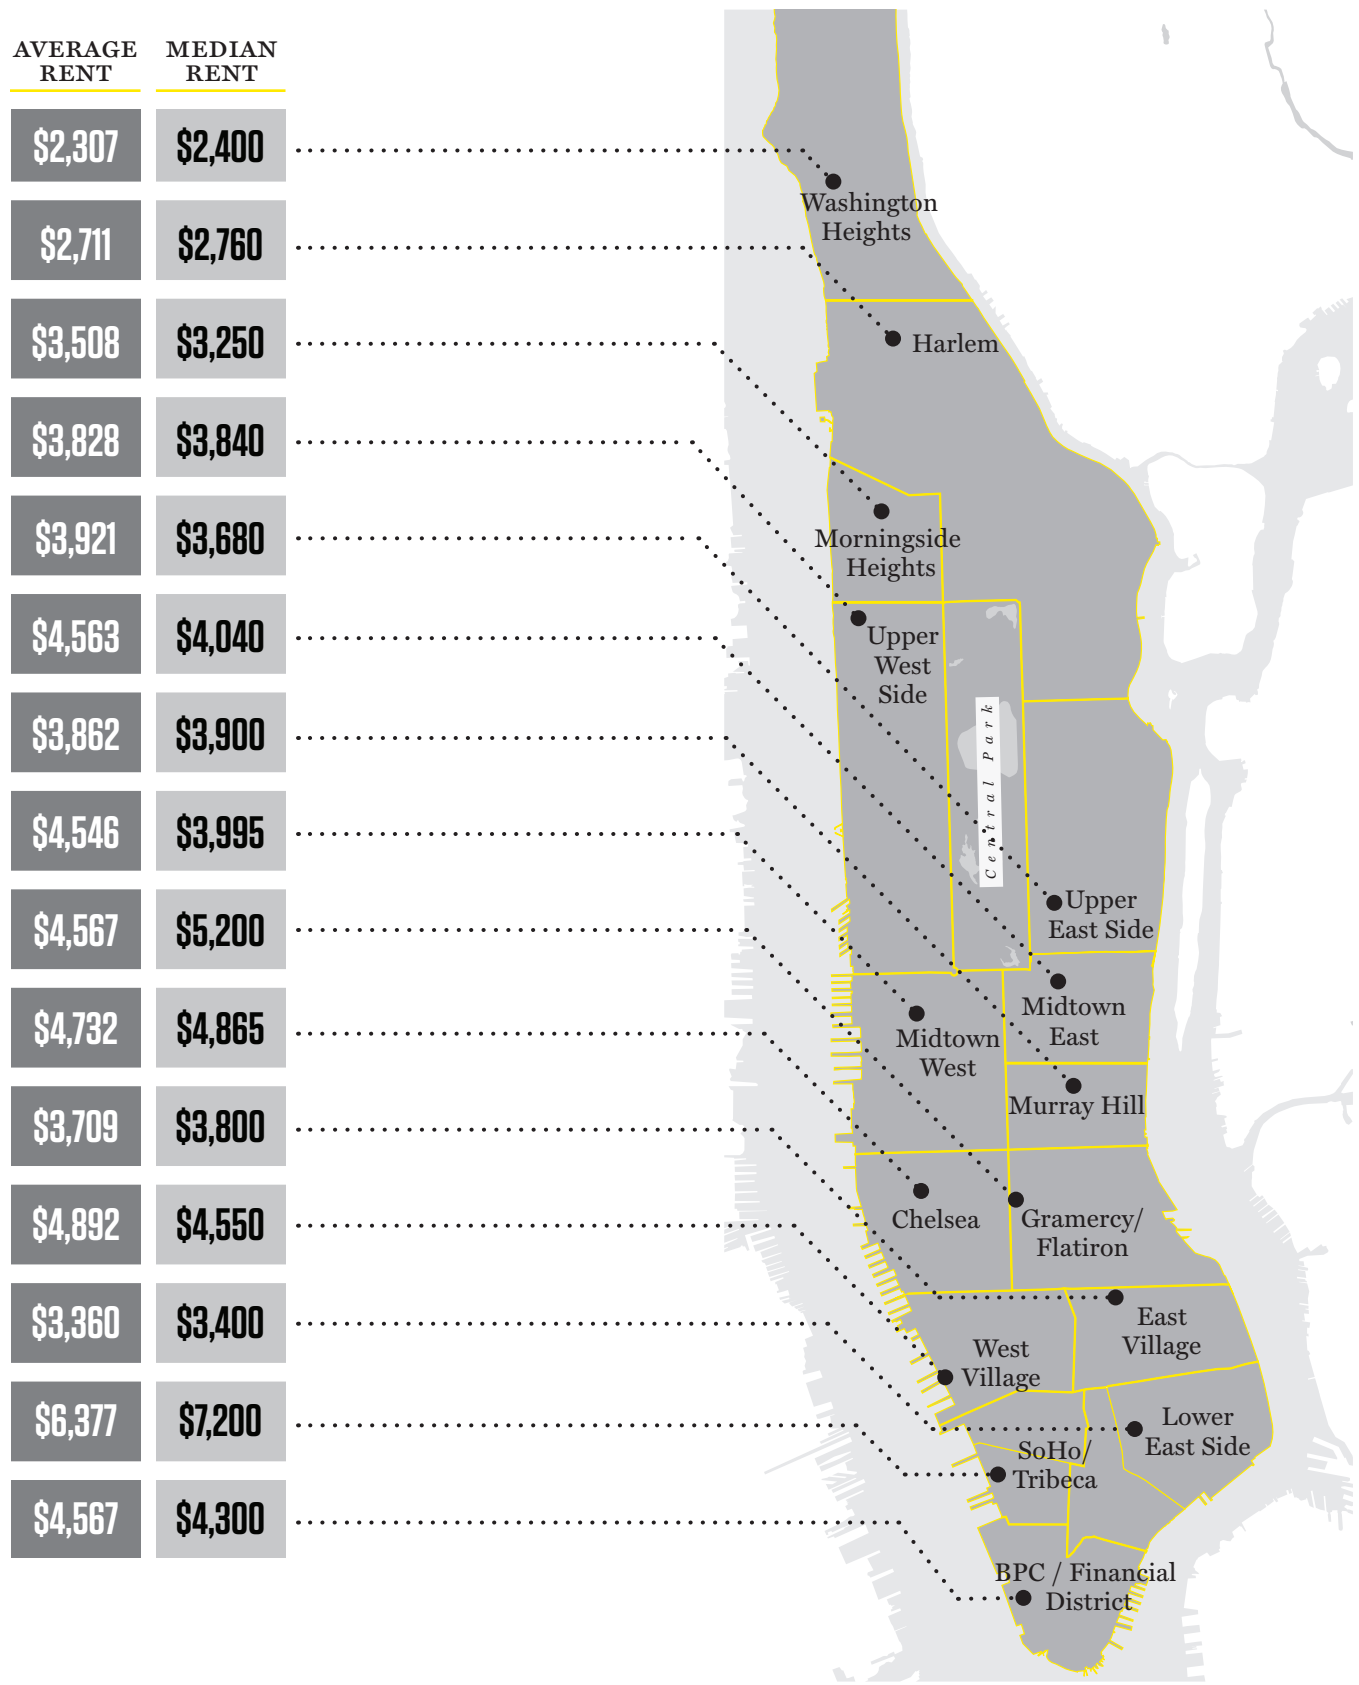 AVERAGE
RENT
MEDIAN
RENT
$2,307 $2,400
$2,711 $2,760
$3,508 $3,250
$3,828 $3,840
$3,921 $3,680
$4,563 $4,040
$3,862 $3,900
$4,546 $3,995
$4,567 $5,200
$4,732 $4,865
$3,709 $3,800
$4,892 $4,550
$3,360 $3,400
$6,377 $7,200
$4,567 $4,300
Washington
Heights
Harlem
Morningside
Heights
Upper
West
Side
Central Park
Upper
East Side
Midtown
East
Midtown
West
Murray Hill
Chelsea
Gramercy/
Flatiron
East
Village
West
Village
Lower
East Side
SoHo/
Tribeca
BPC / Financial
District